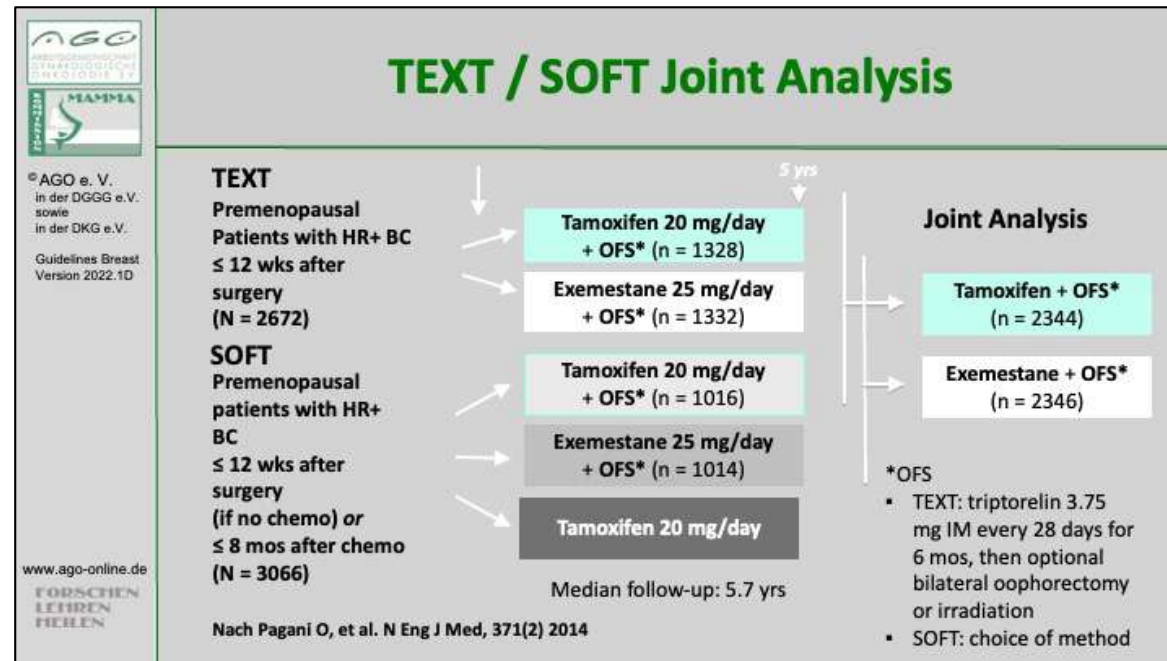 AGO
ARBEITSGEMEINSCHAFT
GYNÄKOLOGISCHE
ONKOLOGIE E.V.
MAMMA
© AGO e. V.
in der DGGG e.V.
sowie
in der DKG e.V.
Guidelines Breast
Version 2022.1D
www.ago-online.de
FORSCHEN
LEHREN
HEILEN
TEXT / SOFT Joint Analysis
TEXT
Premenopausal
Patients with HR+ BC
≤ 12 wks after
surgery
(N = 2672)
SOFT
Premenopausal
patients with HR+
BC
≤ 12 wks after
surgery
(if no chemo) or
≤ 8 mos after chemo
(N = 3066)
5 yrs
Tamoxifen 20 mg/day
+ OFS* (n = 1328)
Exemestane 25 mg/day
+ OFS* (n = 1332)
Tamoxifen 20 mg/day
+ OFS* (n = 1016)
Exemestane 25 mg/day
+ OFS* (n = 1014)
Tamoxifen 20 mg/day
Median follow-up: 5.7 yrs
Joint Analysis
Tamoxifen + OFS*
(n = 2344)
Exemestane + OFS*
(n = 2346)
*OFS
▪ TEXT: triptorelin 3.75
mg IM every 28 days for
6 mos, then optional
bilateral oophorectomy
or irradiation
▪ SOFT: choice of method
Nach Pagani O, et al. N Eng J Med, 371(2) 2014